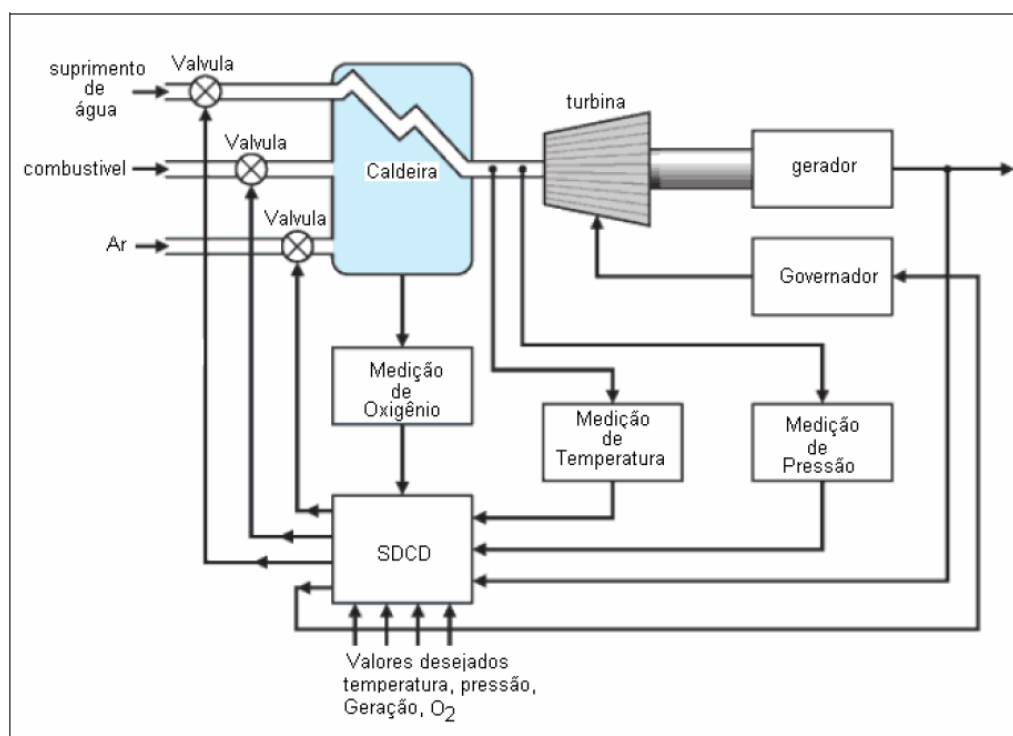 Valvula
suprimento
de
água
Valvula
combustivel
Valvula
Ar
Caldeira
turbina
gerador
Governador
Medição
de
Oxigênio
Medição
de
Temperatura
Medição
de
Pressão
SDCD
Valores desejados
temperatura, pressão,
Geração, O2